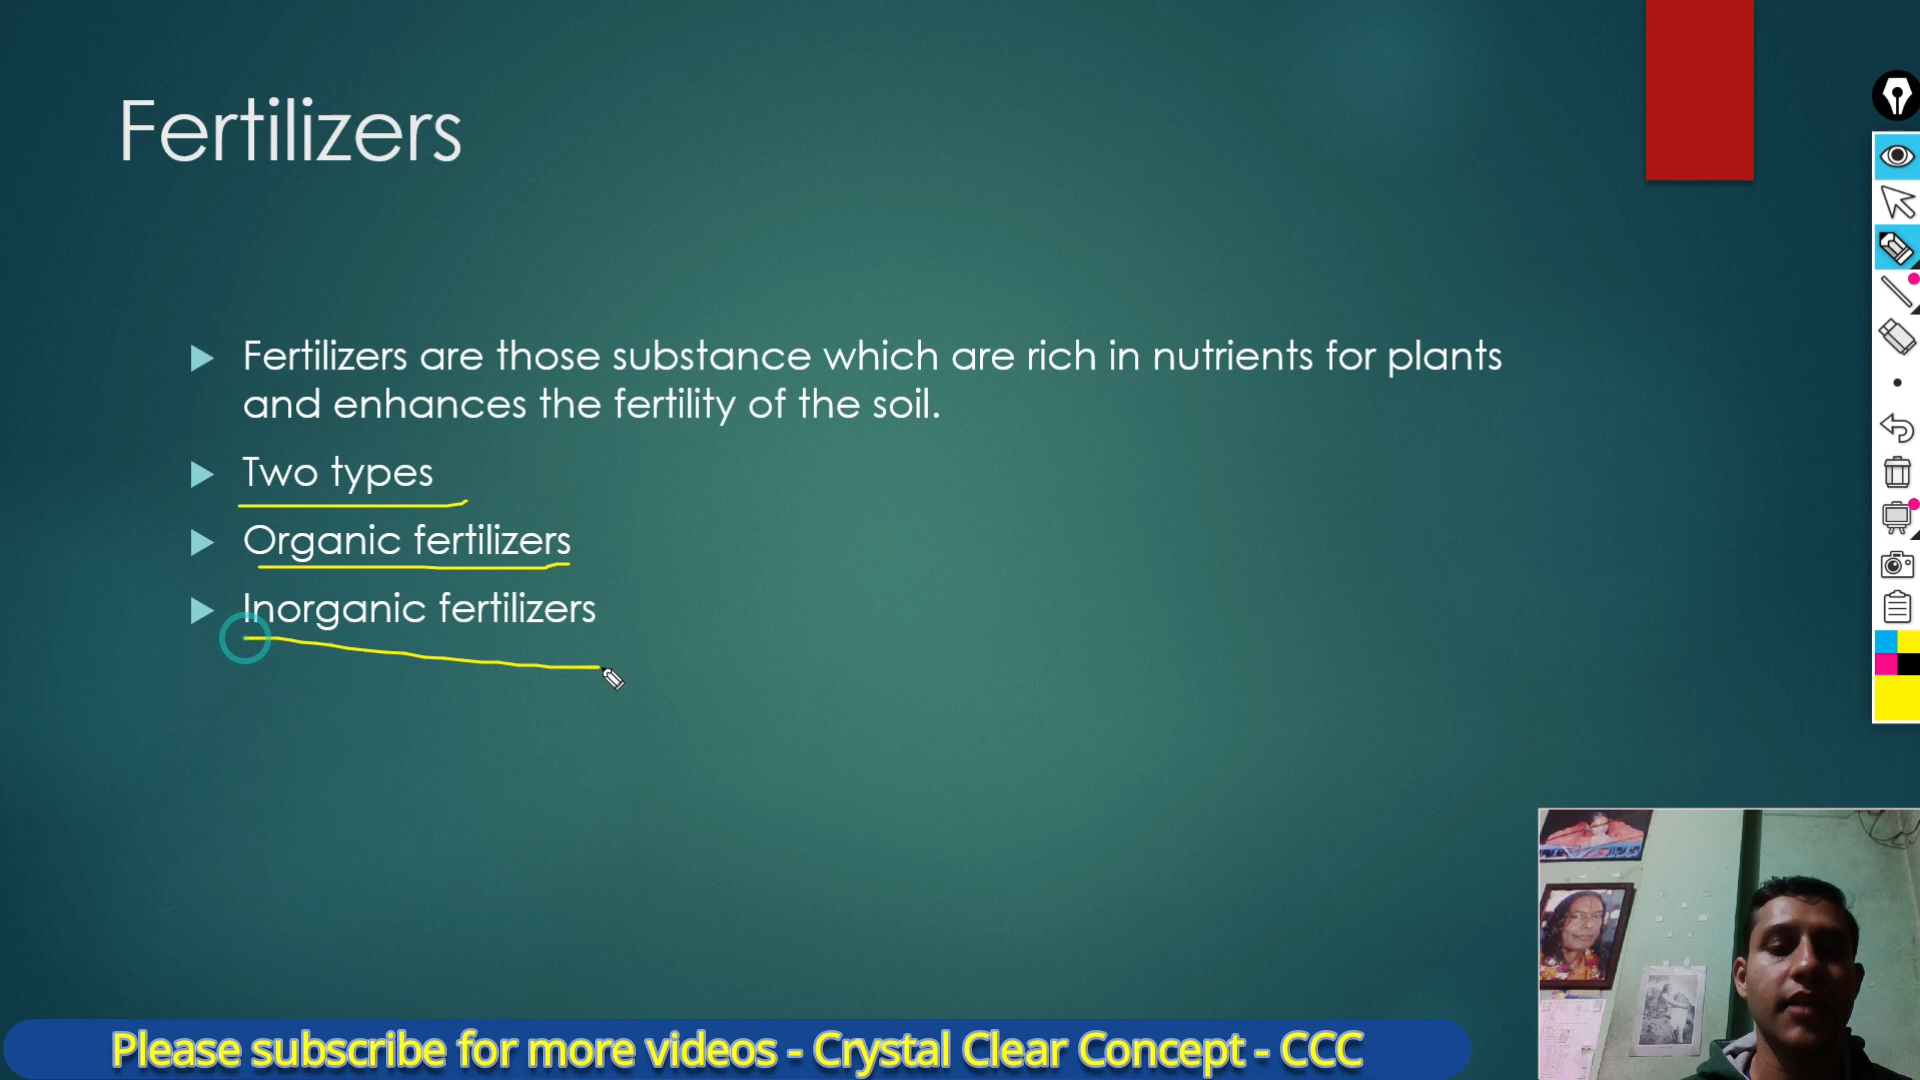 Fertilizers
Fertilizers are those substance which are rich in nutrients for plants
and enhances the fertility of the soil.
Two types
Organic fertilizers
Inorganic fertilizers
Please subscribe for more videos - Crystal Clear Concept - CCC